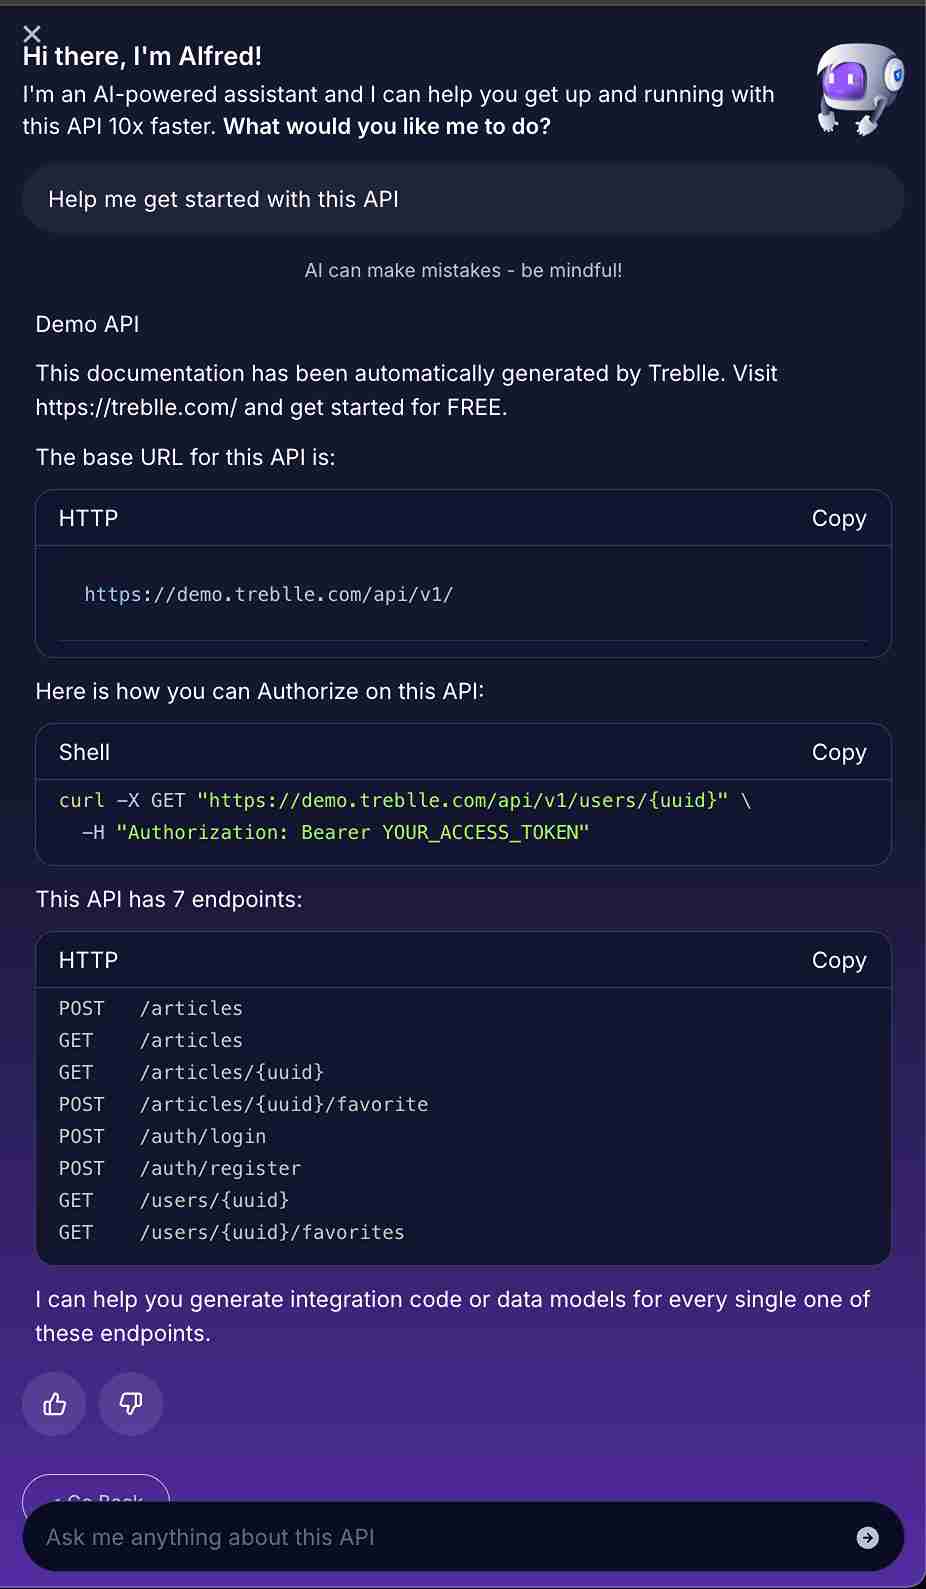 Hi there, I'm Alfred!
I'm an AI-powered assistant and I can help you get up and running with
this API 10x faster. What would you like me to do?
Help me get started with this API
AI can make mistakes - be mindful!
Demo API
This documentation has been automatically generated by Treblle. Visit
https://treblle.com/ and get started for FREE.
The base URL for this API is:
HTTP Copy
https://demo.treblle.com/api/v1/
Here is how you can Authorize on this API:
Shell Copy
curl -X GET "https://demo.treblle.com/api/v1/users/{uuid}" \
-H "Authorization: Bearer YOUR_ACCESS_TOKEN"
This API has 7 endpoints:
HTTP Copy
POST /articles
GET /articles
GET /articles/{uuid}
POST /articles/{uuid}/favorite
POST /auth/login
POST /auth/register
GET /users/{uuid}
GET /users/{uuid}/favorites
I can help you generate integration code or data models for every single one of
these endpoints.
Go Back
Ask me anything about this API